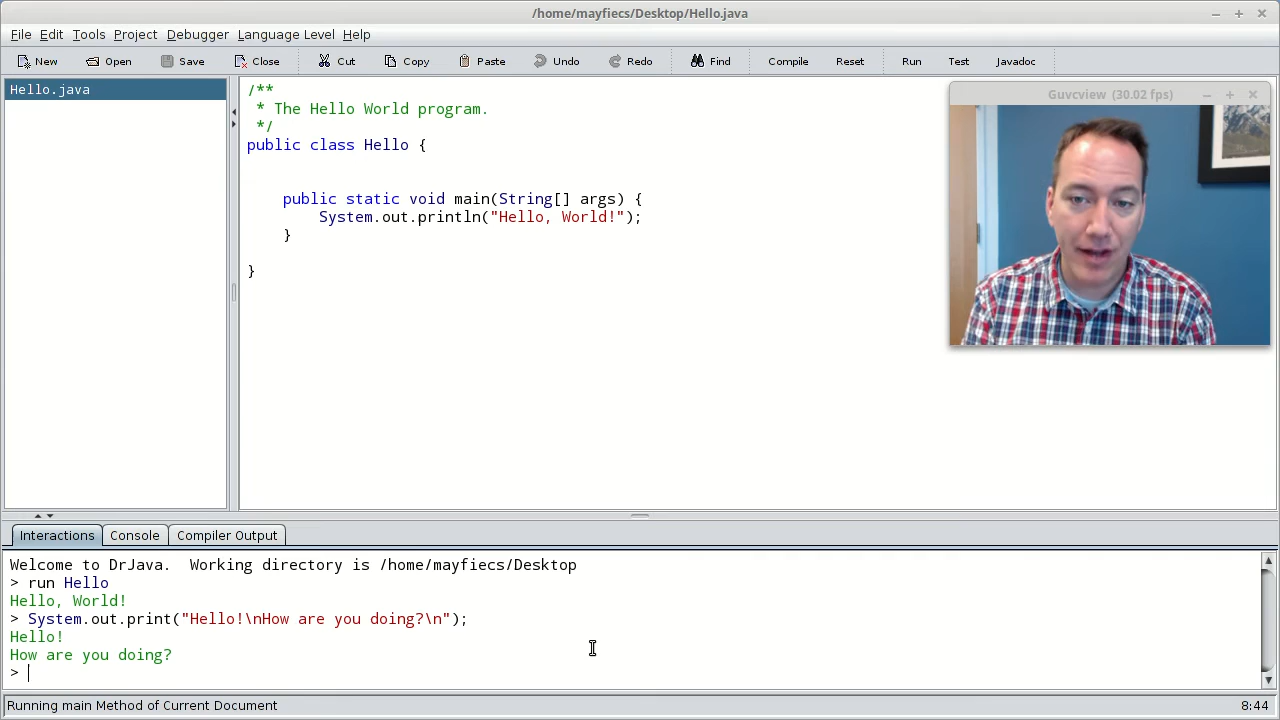 /home/mayfiecs/Desktop/Hello.java
File Edit Tools Project Debugger Language Level Help
New Open Save Close Cut Copy Paste Undo Redo Find Compile Reset Run Test Javadoc
Hello.java
/**
 * The Hello World program.
 */
public class Hello {
    public static void main(String[] args) {
        System.out.println("Hello, World!");
    }
}
Guvcview (30.02 fps)
Interactions Console Compiler Output
Welcome to DrJava.  Working directory is /home/mayfiecs/Desktop
> run Hello
Hello, World!
> System.out.print("Hello!\nHow are you doing?\n");
Hello!
How are you doing?
>
Running main Method of Current Document 8:44